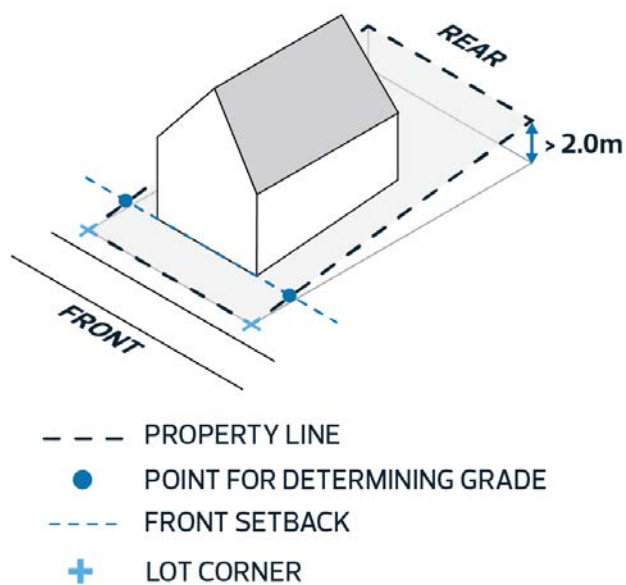 REAR
> 2.0m
FRONT
PROPERTY LINE
POINT FOR DETERMINING GRADE
FRONT SETBACK
LOT CORNER